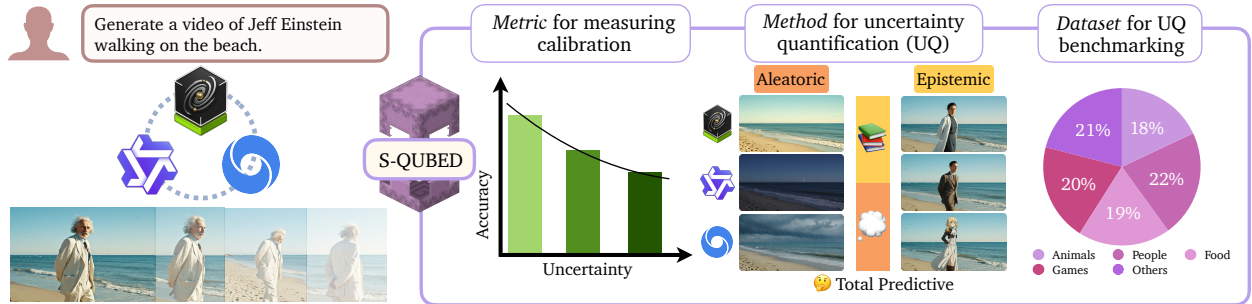 Generate a video of Jeff Einstein
walking on the beach.
S-QUBED
Metric for measuring
calibration
Accuracy
Uncertainty
Method for uncertainty
quantification (UQ)
Aleatoric
Epistemic
🤔 Total Predictive
Dataset for UQ
benchmarking
21%
18%
20%
22%
19%
Animals
People
Food
Games
Others